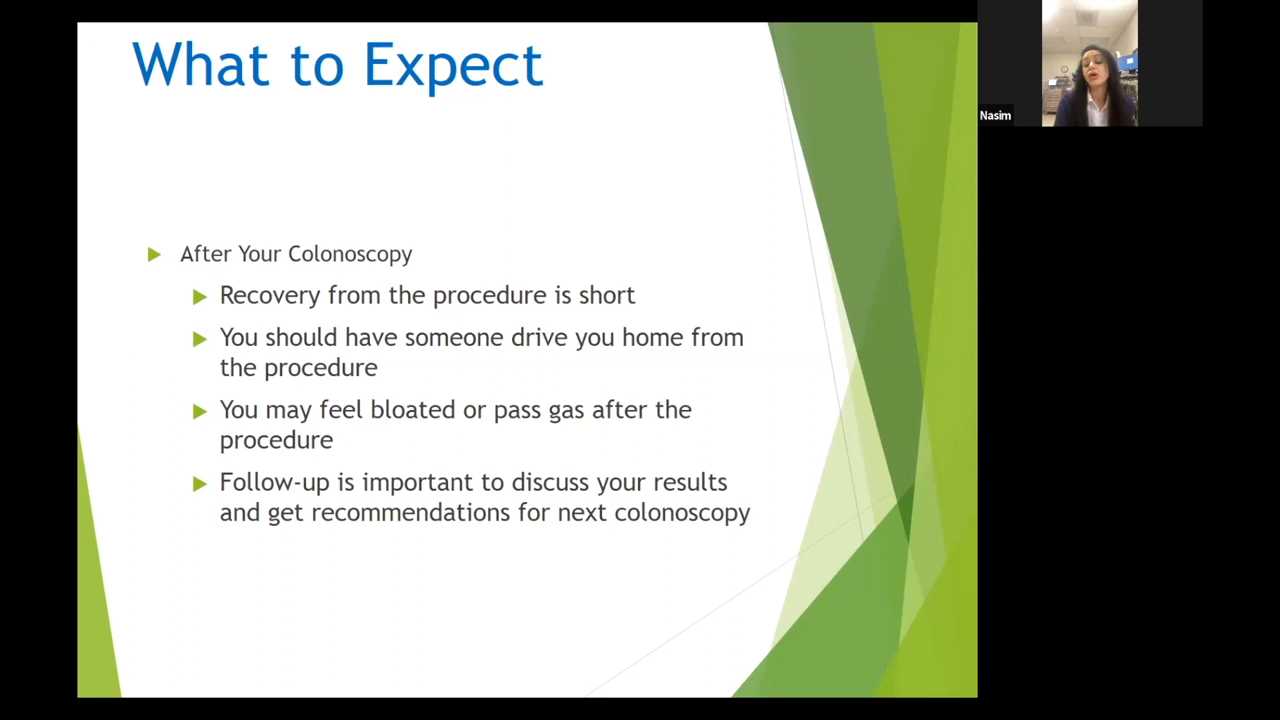 What to Expect
After Your Colonoscopy
Recovery from the procedure is short
You should have someone drive you home from
the procedure
You may feel bloated or pass gas after the
procedure
Follow-up is important to discuss your results
and get recommendations for next colonoscopy
Nasim